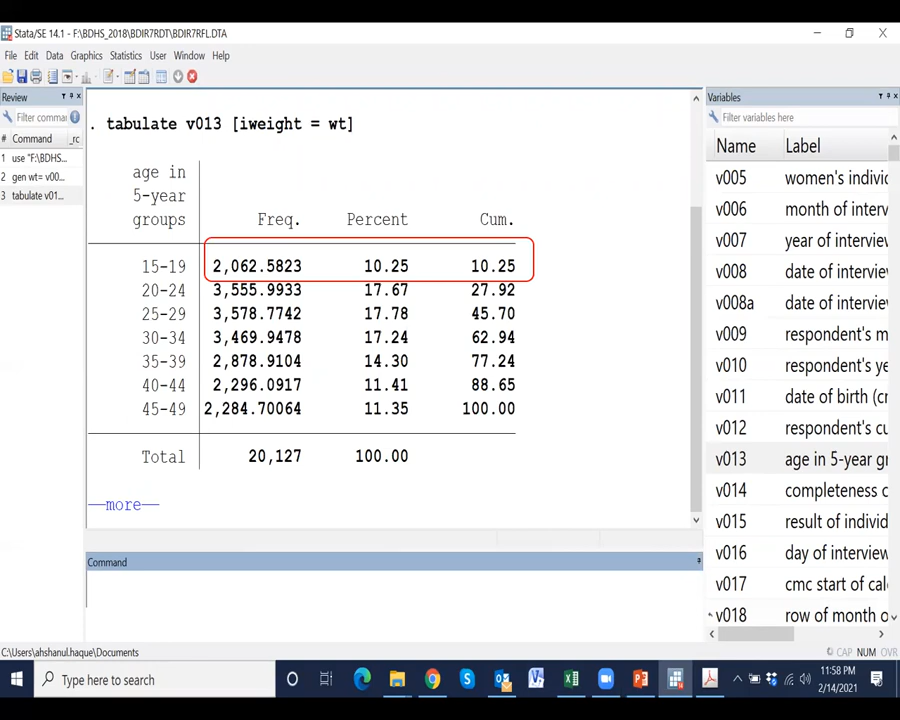 Stata/SE 14.1 - F:\BDHS_2018\BDIR7RDT\BDIR7RFL.DTA
File Edit Data Graphics Statistics User Window Help
Review
Filter comma
# Command _rc
1 use "F:\BDHS...
2 gen wt= v00...
3 tabulate v01...
. tabulate v013 [iweight = wt]
age in
5-year
groups Freq. Percent Cum.
15-19 2,062.5823 10.25 10.25
20-24 3,555.9933 17.67 27.92
25-29 3,578.7742 17.78 45.70
30-34 3,469.9478 17.24 62.94
35-39 2,878.9104 14.30 77.24
40-44 2,296.0917 11.41 88.65
45-49 2,284.70064 11.35 100.00
Total 20,127 100.00
—more—
Command
Variables
Filter variables here
Name Label
v005 women's individ
v006 month of interv
v007 year of intervie
v008 date of intervie
v008a date of intervie
v009 respondent's m
v010 respondent's ye
v011 date of birth (cm
v012 respondent's cu
v013 age in 5-year gr
v014 completeness o
v015 result of individ
v016 day of interview
v017 cmc start of cale
v018 row of month o
C:\Users\ahshanul.haque\Documents
CAP NUM OVR
Type here to search
11:58 PM
2/14/2021